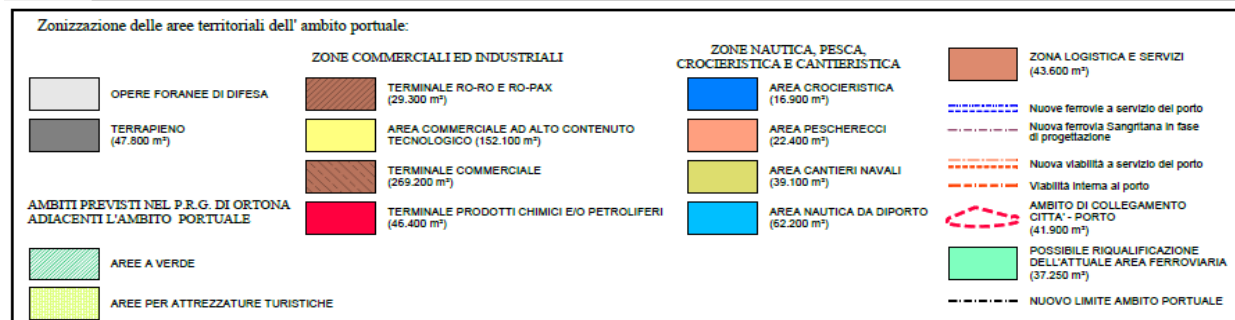 Zonizzazione delle aree territoriali dell' ambito portuale:
OPERE FORANEE DI DIFESA
TERRAPIENO
(47.800 m²)
AMBITI PREVISTI NEL P.R.G. DI ORTONA
ADIACENTI L'AMBITO PORTUALE
AREE A VERDE
AREE PER ATTREZZATURE TURISTICHE
ZONE COMMERCIALI ED INDUSTRIALI
TERMINALE RO-RO E RO-PAX
(29.300 m²)
AREA COMMERCIALE AD ALTO CONTENUTO
TECNOLOGICO (152.100 m²)
TERMINALE COMMERCIALE
(269.200 m²)
TERMINALE PRODOTTI CHIMICI E/O PETROLIFERI
(46.400 m²)
ZONE NAUTICA, PESCA,
CROCIERISTICA E CANTIERISTICA
AREA CROCIERISTICA
(16.900 m²)
AREA PESCHERECCI
(22.400 m²)
AREA CANTIERI NAVALI
(39.100 m²)
AREA NAUTICA DA DIPORTO
(62.200 m²)
ZONA LOGISTICA E SERVIZI
(43.600 m²)
Nuove ferrovie a servizio del porto
Nuova ferrovia Sangritana in fase
di progettazione
Nuova viabilità a servizio del porto
Viabilità interna al porto
AMBITO DI COLLEGAMENTO
CITTA' - PORTO
(41.900 m²)
POSSIBILE RIQUALIFICAZIONE
DELL'ATTUALE AREA FERROVIARIA
(37.250 m²)
NUOVO LIMITE AMBITO PORTUALE